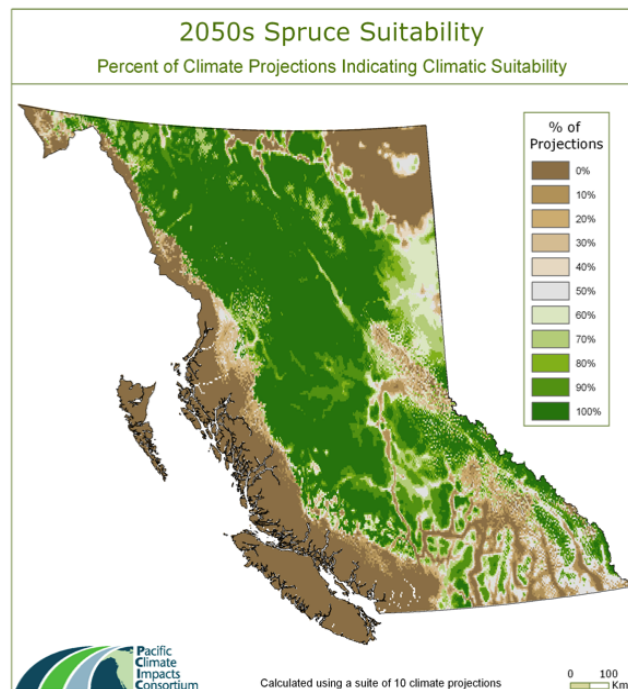 2050s Spruce Suitability
Percent of Climate Projections Indicating Climatic Suitability
% of
Projections
0%
10%
20%
30%
40%
50%
60%
70%
80%
90%
100%
Pacific
Climate
Impacts
Consortium
Calculated using a suite of 10 climate projections
0 100
Km